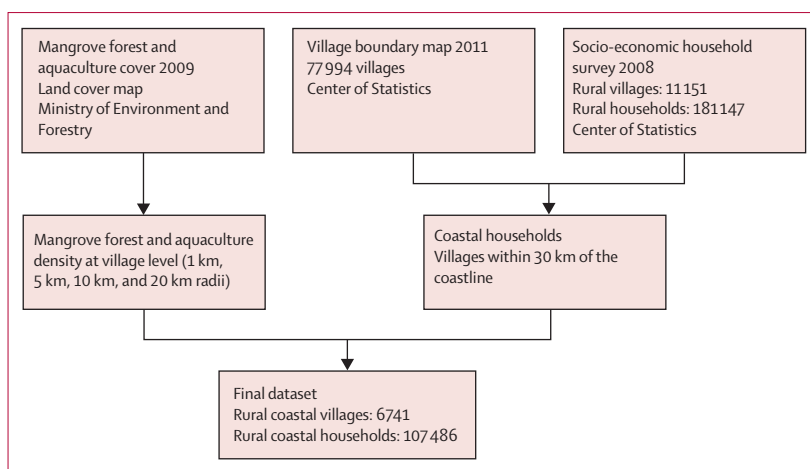 Mangrove forest and
aquaculture cover 2009
Land cover map
Ministry of Environment and
Forestry
Village boundary map 2011
77 994 villages
Center of Statistics
Socio-economic household
survey 2008
Rural villages: 11 151
Rural households: 181 147
Center of Statistics
Mangrove forest and aquaculture
density at village level (1 km,
5 km, 10 km, and 20 km radii)
Coastal households
Villages within 30 km of the
coastline
Final dataset
Rural coastal villages: 6741
Rural coastal households: 107 486